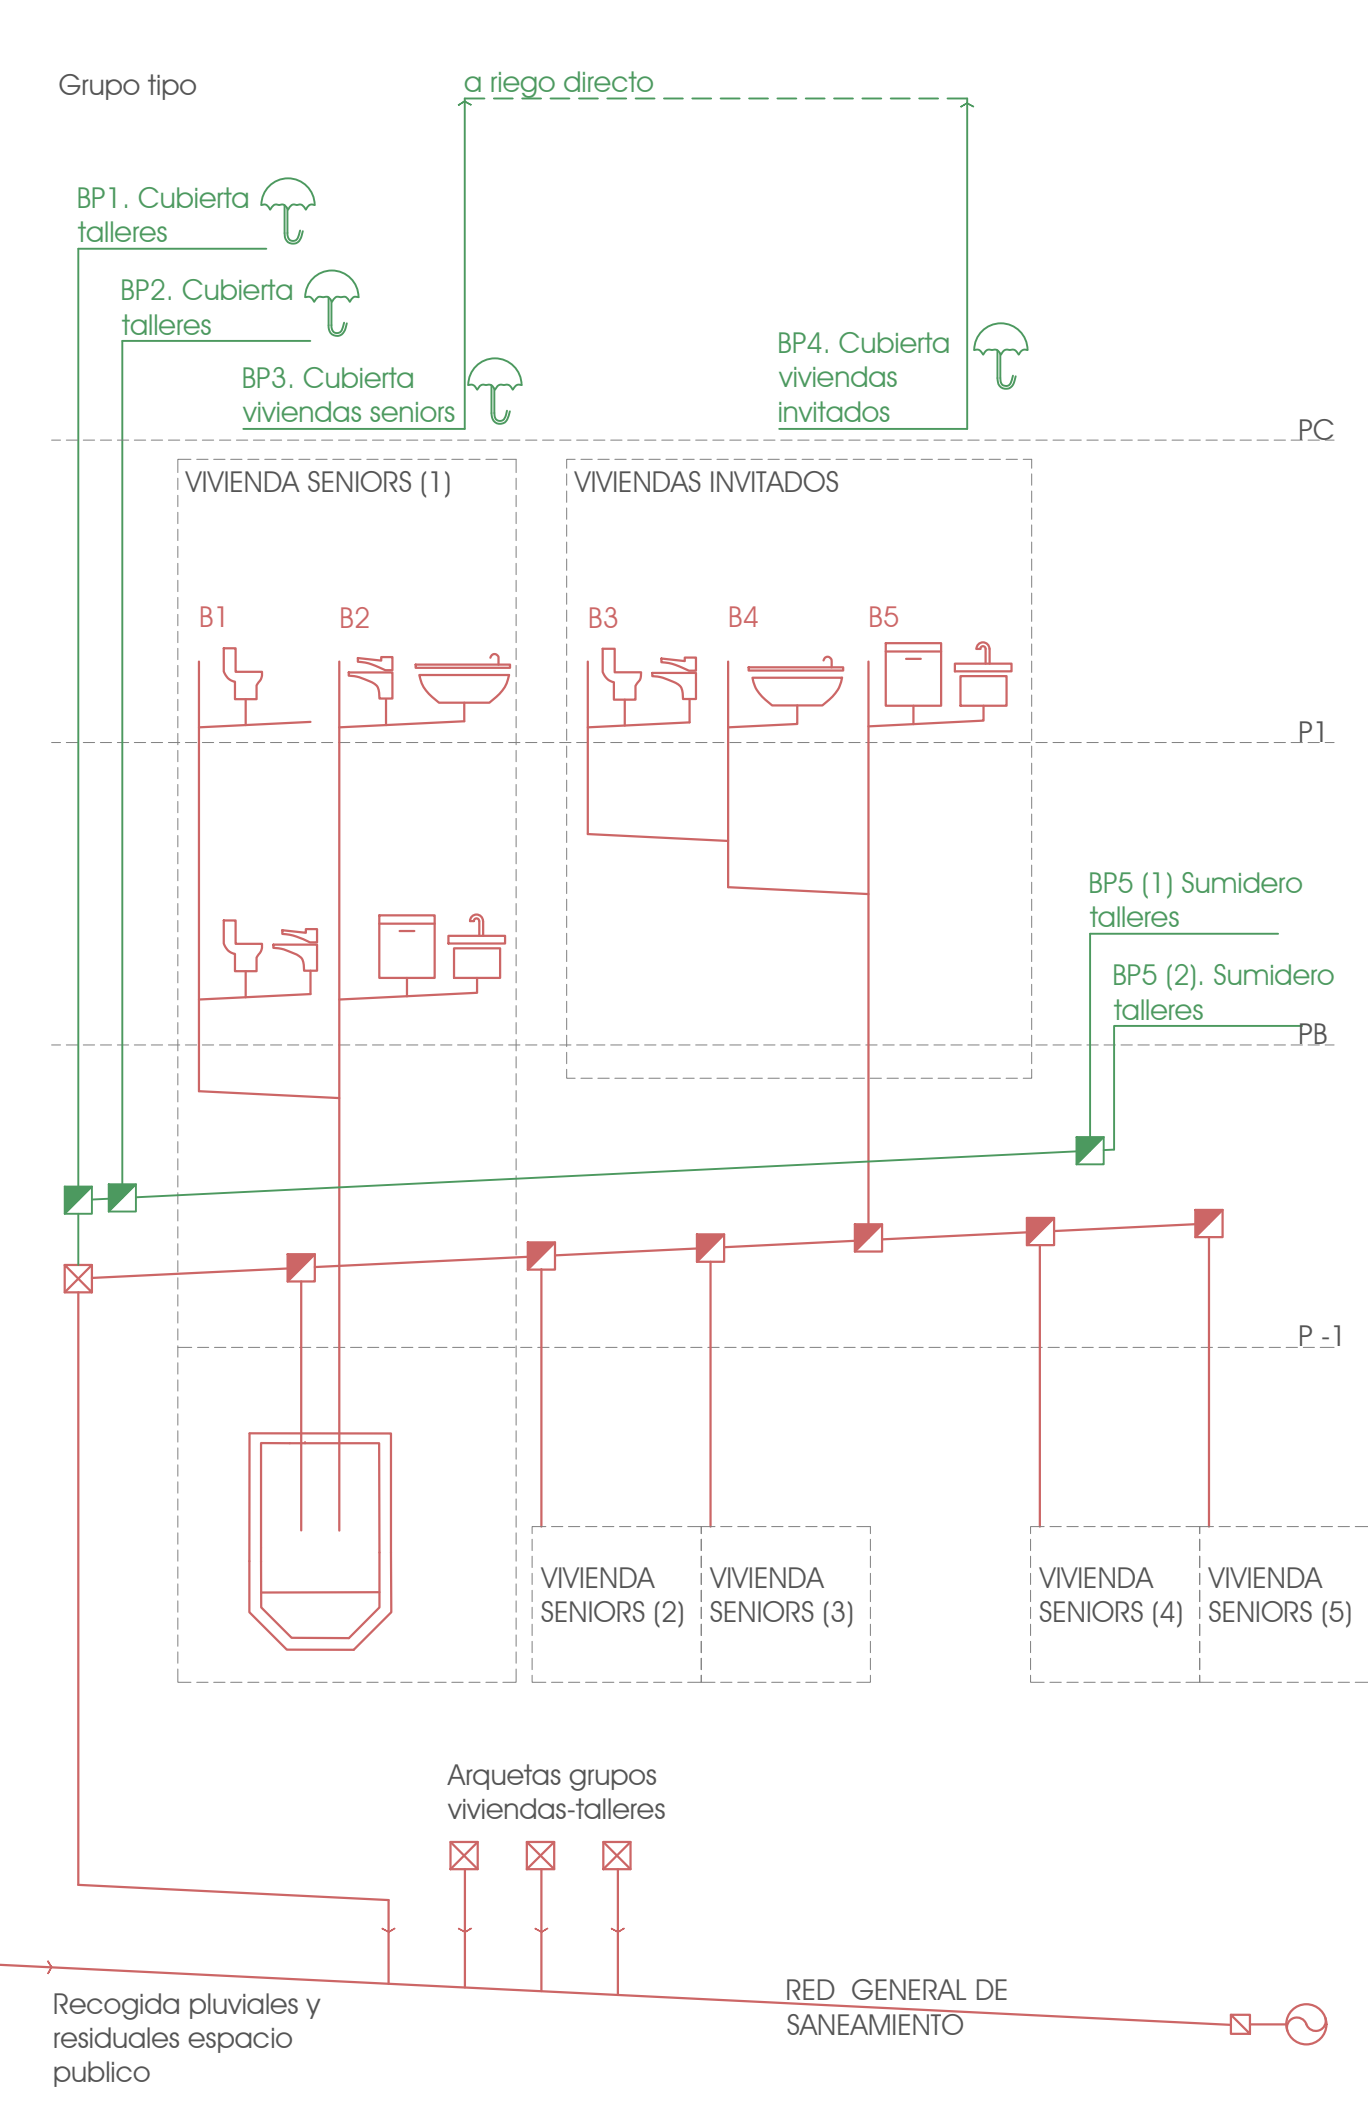 Grupo tipo
a riego directo
BP1. Cubierta
talleres
BP2. Cubierta
talleres
BP3. Cubierta
viviendas seniors
BP4. Cubierta
viviendas
invitados
PC
VIVIENDA SENIORS (1)
VIVIENDAS INVITADOS
B1
B2
B3
B4
B5
P1
BP5 (1) Sumidero
talleres
BP5 (2). Sumidero
talleres
PB
P -1
VIVIENDA
SENIORS (2)
VIVIENDA
SENIORS (3)
VIVIENDA
SENIORS (4)
VIVIENDA
SENIORS (5)
Arquetas grupos
viviendas-talleres
Recogida pluviales y
residuales espacio
publico
RED GENERAL DE
SANEAMIENTO